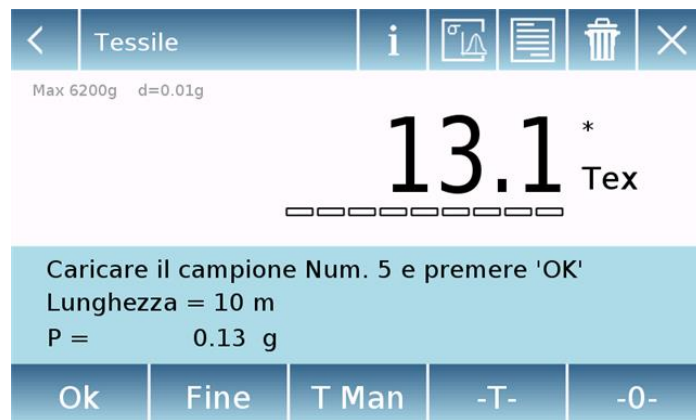 Tessile
i
σ
Max 6200g d=0.01g
13.1 * Tex
Caricare il campione Num. 5 e premere 'OK'
Lunghezza = 10 m
P = 0.13 g
Ok Fine T Man -T- -0-